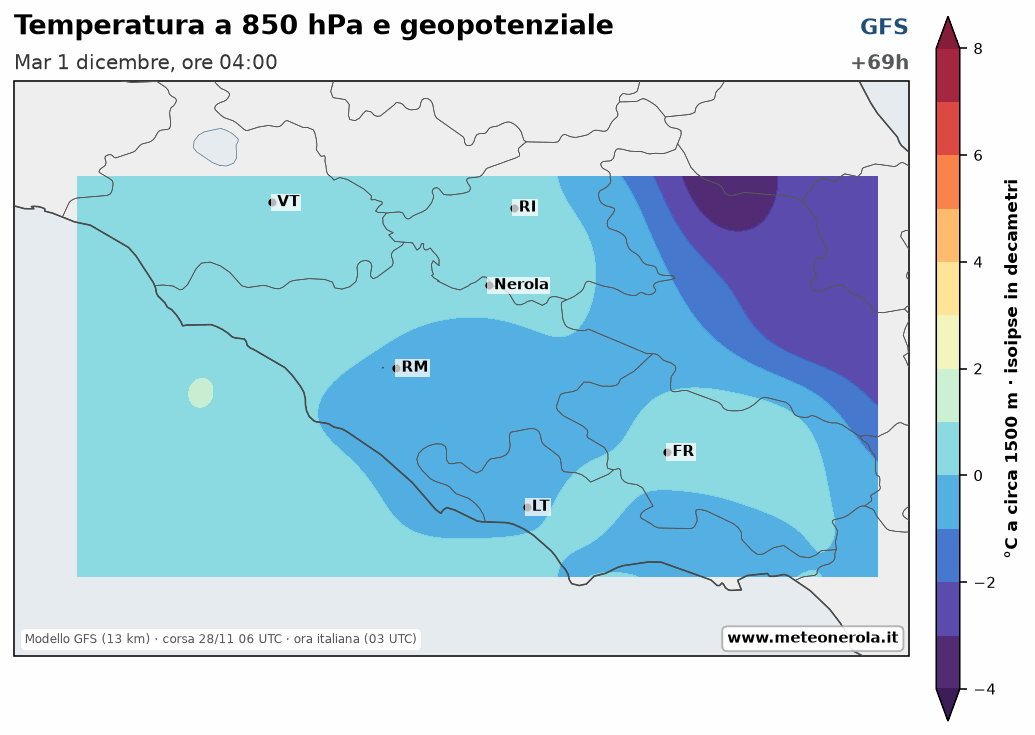 Temperatura a 850 hPa e geopotenziale
GFS
Mar 1 dicembre, ore 04:00
+69h
VT
RI
Nerola
RM
FR
LT
Modello GFS (13 km) · corsa 28/11 06 UTC · ora italiana (03 UTC)
www.meteonerola.it
8
6
4
2
0
−2
−4
°C a circa 1500 m · isoipse in decametri